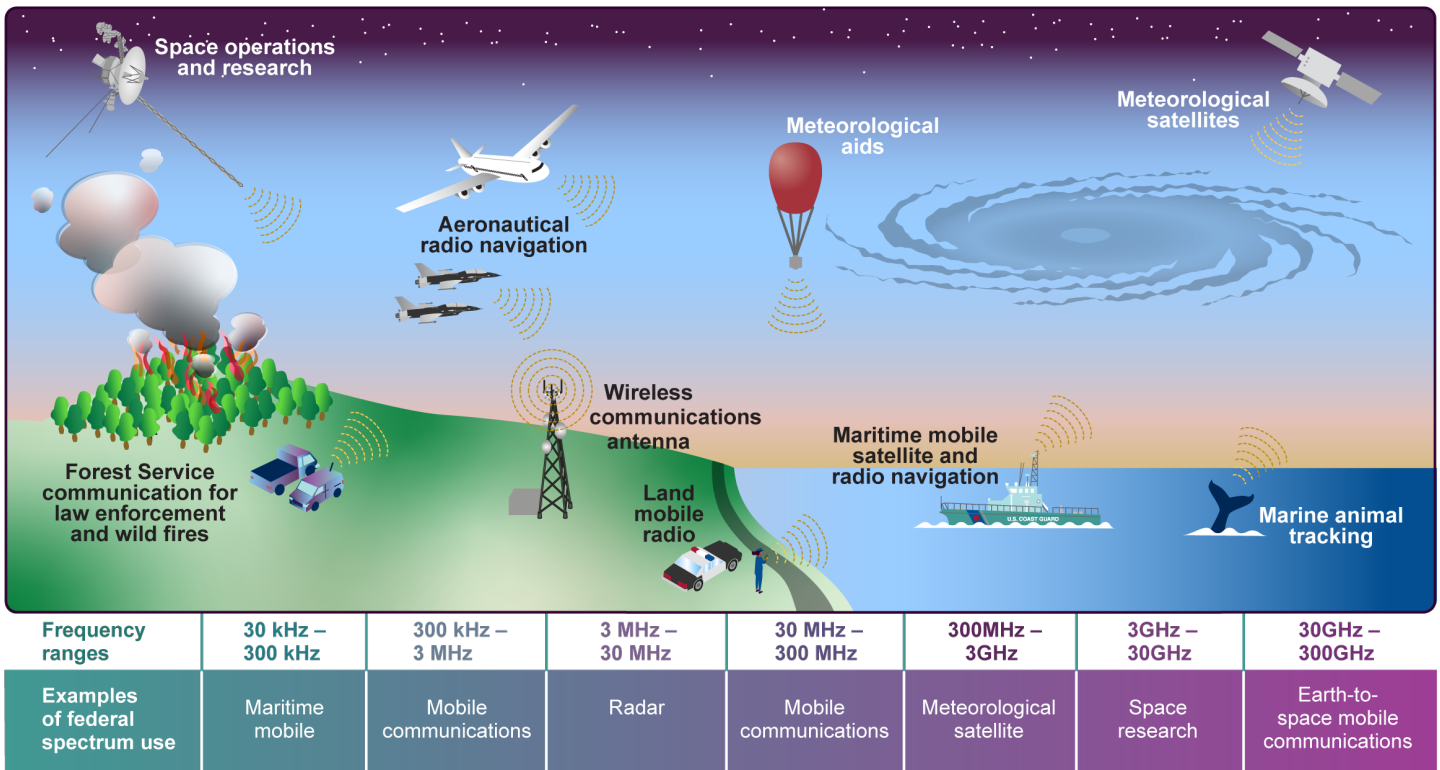 Space operations
and research
Meteorological
satellites
Meteorological
aids
Aeronautical
radio navigation
Wireless
communications
antenna
Maritime mobile
satellite and
radio navigation
Forest Service
communication for
law enforcement
and wild fires
Land
mobile
radio
U.S. COAST GUARD
Marine animal
tracking
Frequency
ranges
30 kHz –
300 kHz
300 kHz –
3 MHz
3 MHz –
30 MHz
30 MHz –
300 MHz
300MHz –
3GHz
3GHz –
30GHz
30GHz –
300GHz
Examples
of federal
spectrum use
Maritime
mobile
Mobile
communications
Radar
Mobile
communications
Meteorological
satellite
Space
research
Earth-to-
space mobile
communications